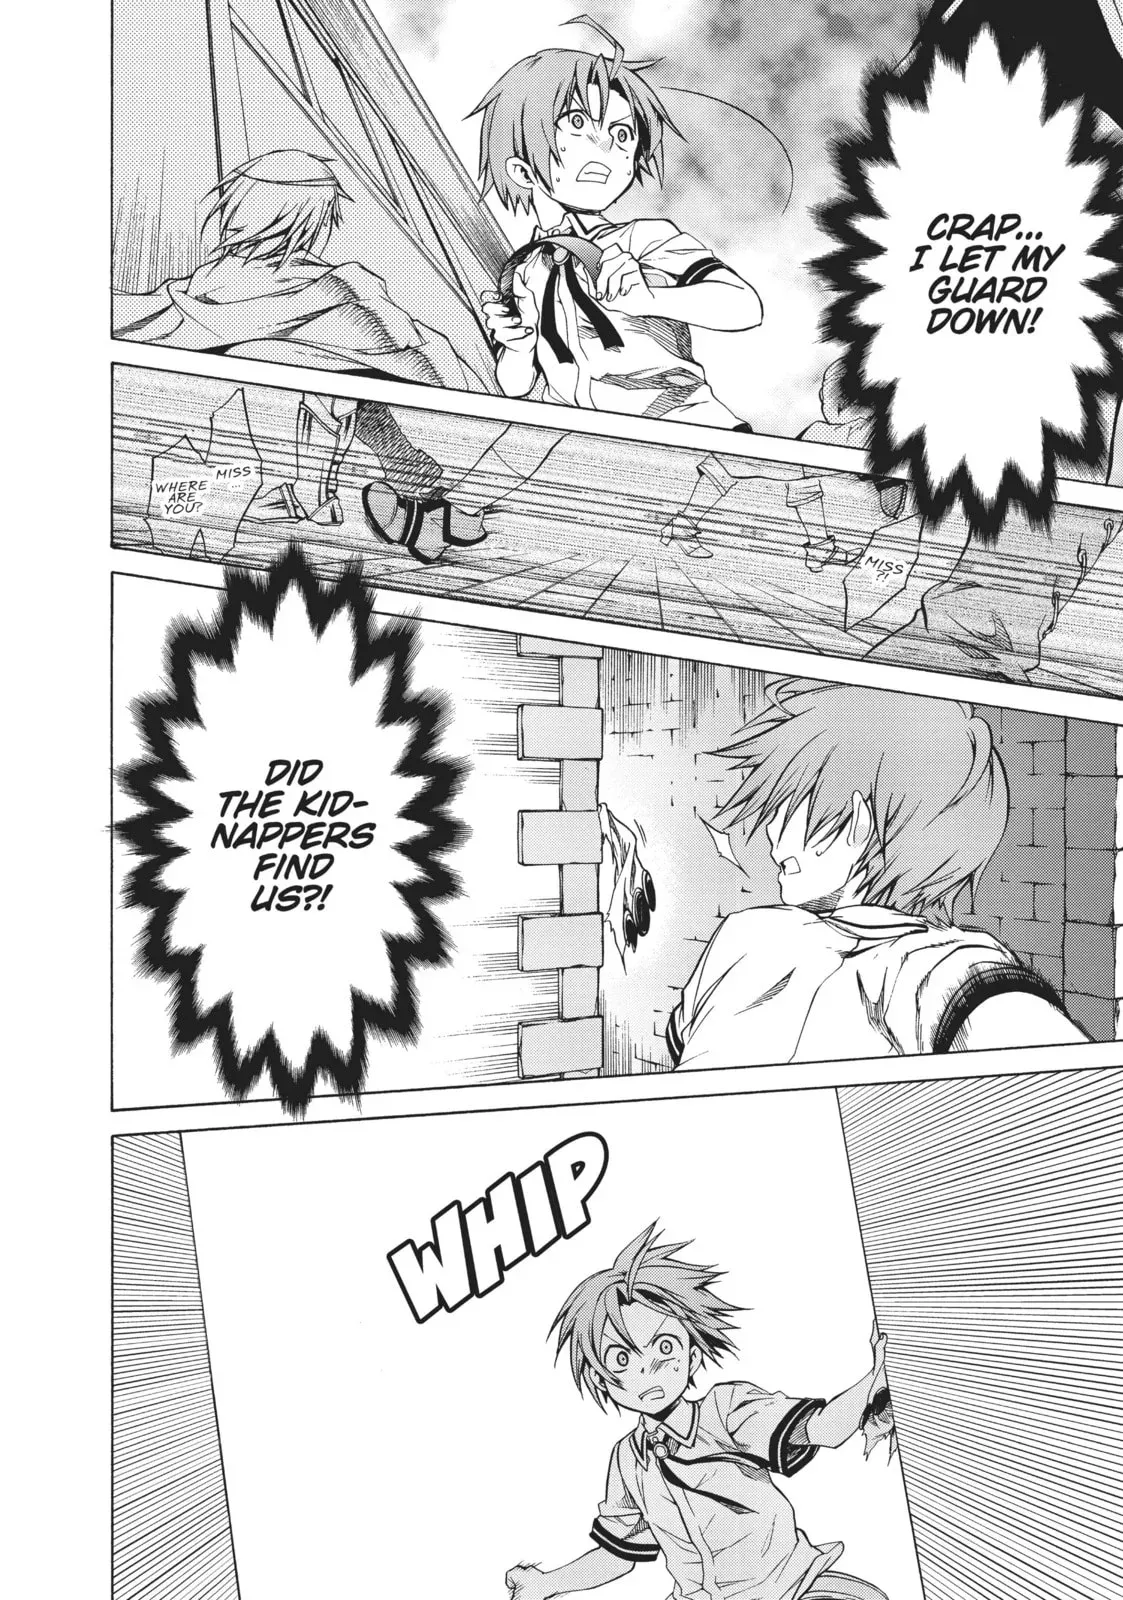 CRAP...
I LET MY
GUARD
DOWN!
MISS
?!
MISS
...
WHERE
ARE
YOU?
DID
THE KID-
NAPPERS
FIND
US?!
WHIP